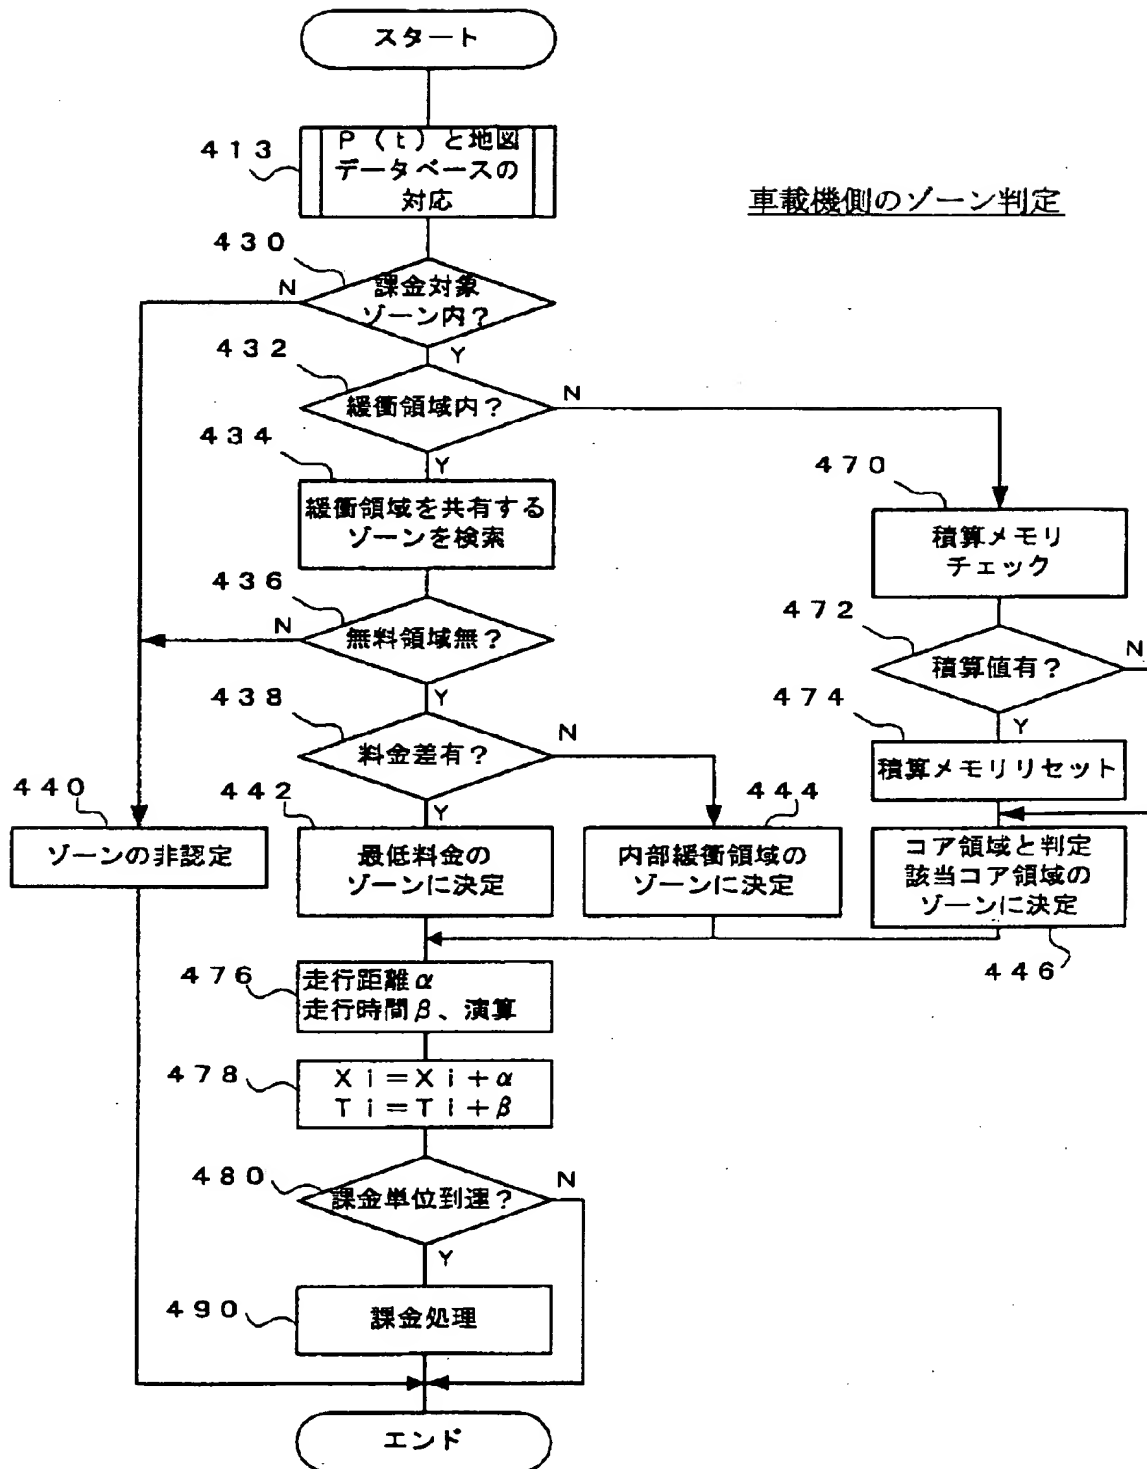 スタート
413
P(t)と地図
データベースの
対応
車載機側のゾーン判定
430
課金対象
ゾーン内?
N
Y
432
緩衝領域内?
N
Y
434
緩衝領域を共有する
ゾーンを検索
470
積算メモリ
チェック
436
無料領域無?
N
Y
472
積算値有?
N
Y
438
料金差有?
N
Y
474
積算メモリリセット
440
ゾーンの非認定
442
最低料金の
ゾーンに決定
444
内部緩衝領域の
ゾーンに決定
コア領域と判定
該当コア領域の
ゾーンに決定
446
476
走行距離α
走行時間β、演算
478
Xi=Xi+α
Ti=Ti+β
480
課金単位到達?
N
Y
490
課金処理
エンド